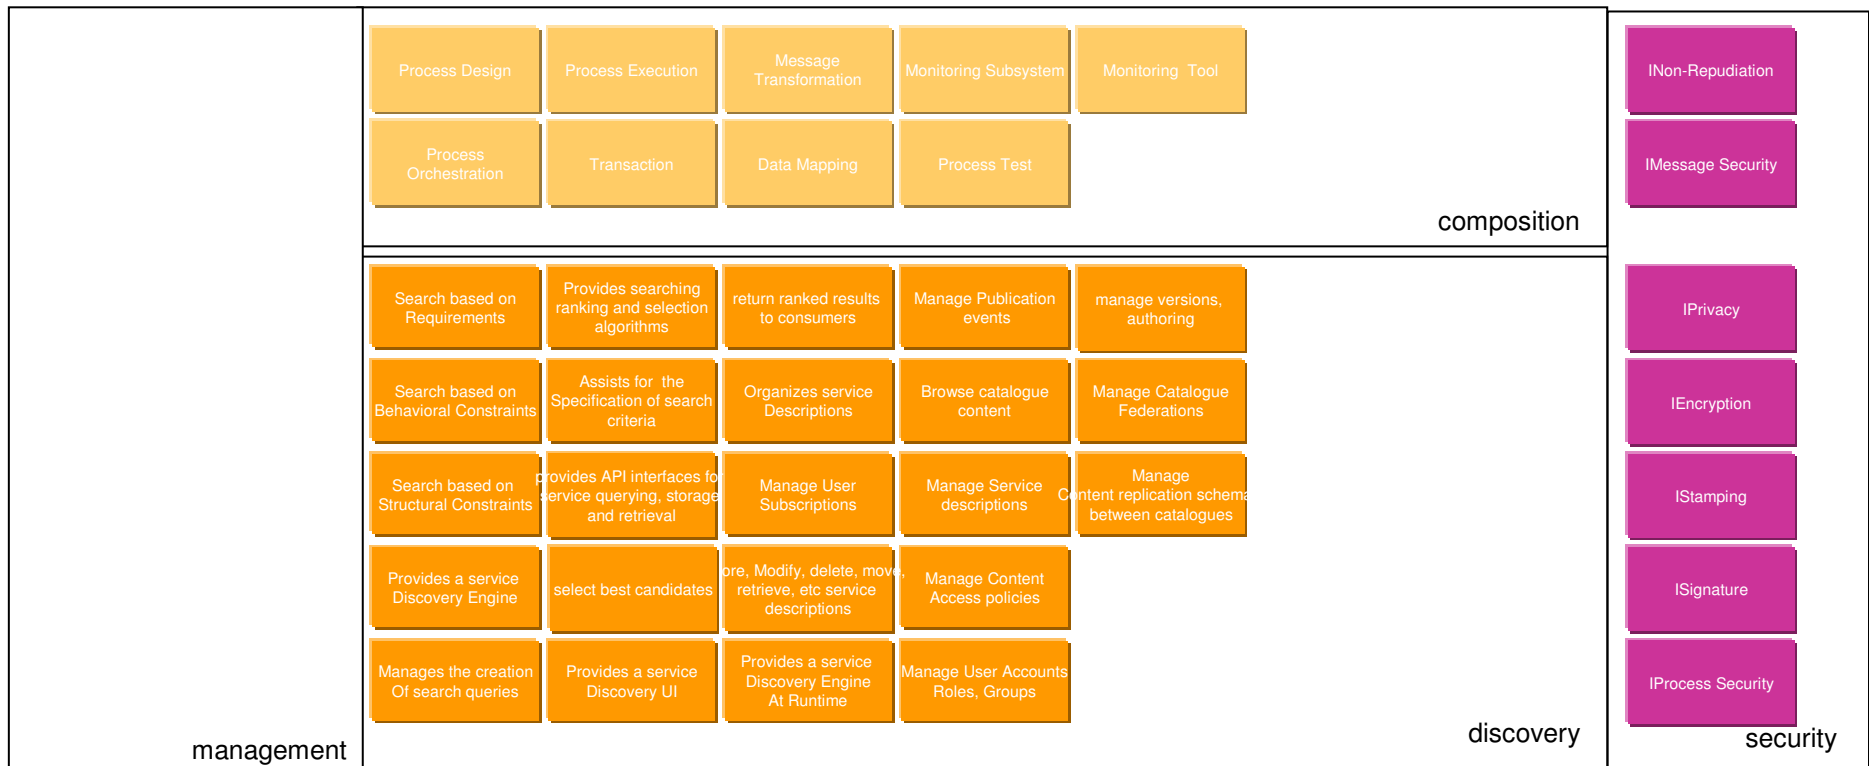 Process Design
Process Execution
Message
Transformation
Monitoring Subsystem
Monitoring Tool
Process
Orchestration
Transaction
Data Mapping
Process Test
composition
Search based on
Requirements
Provides searching
ranking and selection
algorithms
return ranked results
to consumers
Manage Publication
events
manage versions,
authoring
Search based on
Behavioral Constraints
Assists for the
Specification of search
criteria
Organizes service
Descriptions
Browse catalogue
content
Manage Catalogue
Federations
Search based on
Structural Constraints
provides API interfaces fo
service querying, storage
and retrieval
Manage User
Subscriptions
Manage Service
descriptions
Manage
Content replication schema
between catalogues
Provides a service
Discovery Engine
select best candidates
ore, Modify, delete, move,
retrieve, etc service
descriptions
Manage Content
Access policies
Manages the creation
Of search queries
Provides a service
Discovery UI
Provides a service
Discovery Engine
At Runtime
Manage User Accounts
Roles, Groups
discovery
management
INon-Repudiation
IMessage Security
IPrivacy
IEncryption
IStamping
ISignature
IProcess Security
security